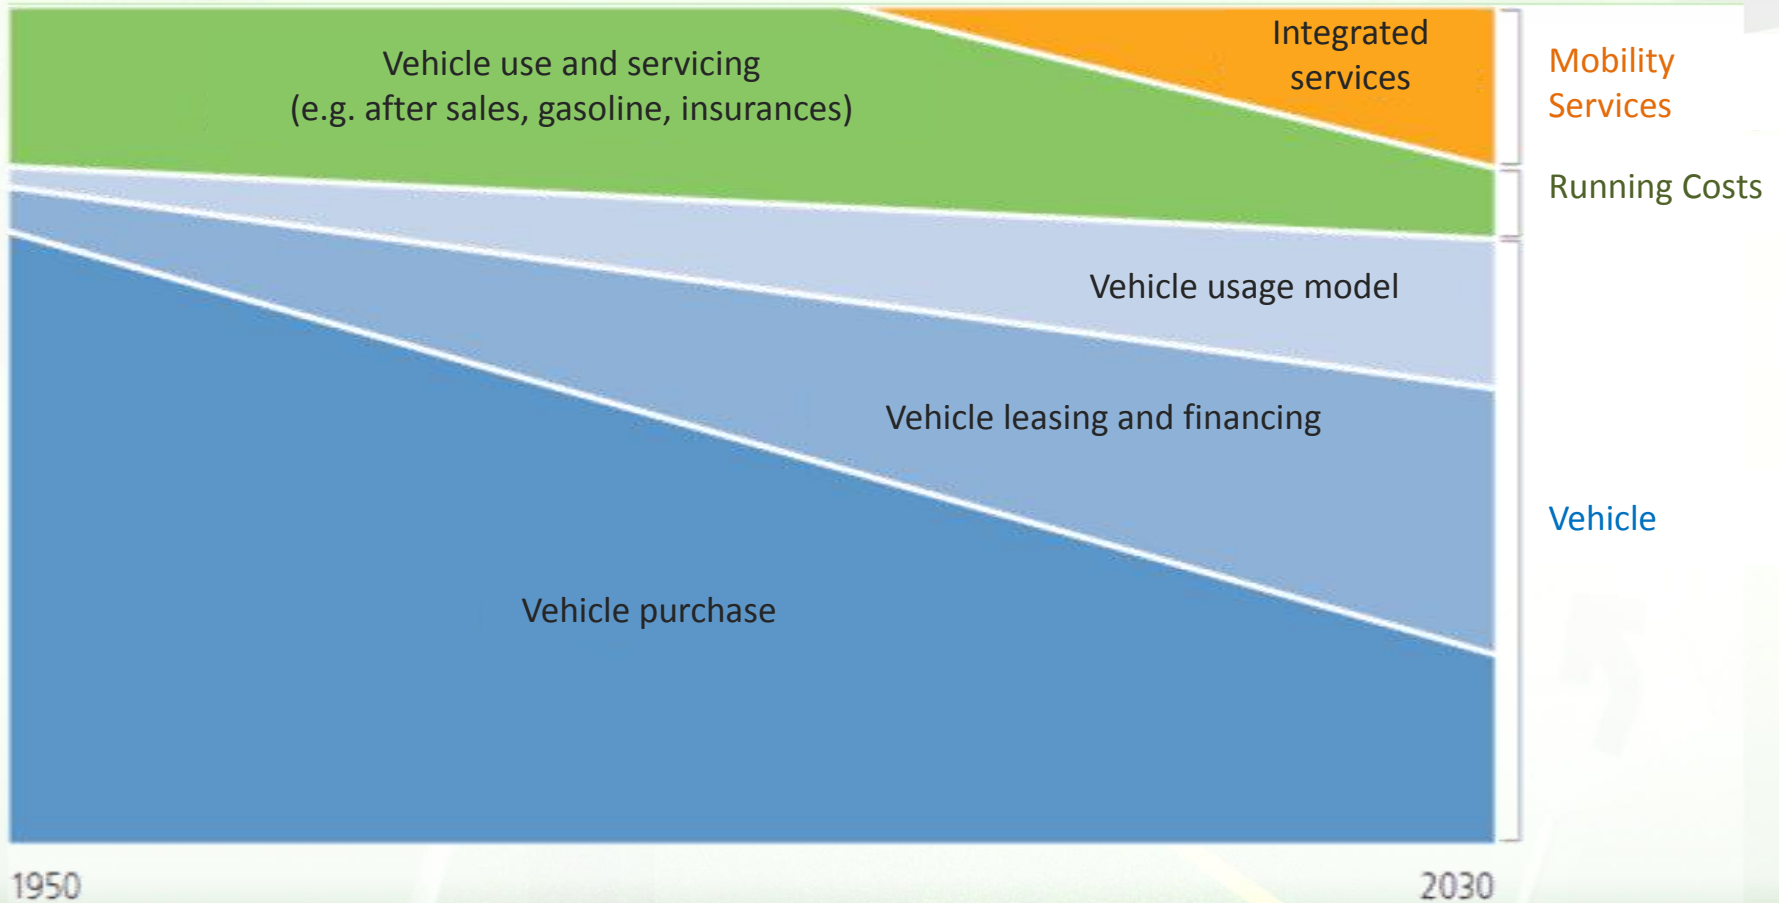 Vehicle use and servicing
(e.g. after sales, gasoline, insurances)
Integrated
services
Mobility
Services
Running Costs
Vehicle usage model
Vehicle leasing and financing
Vehicle
Vehicle purchase
1950
2030